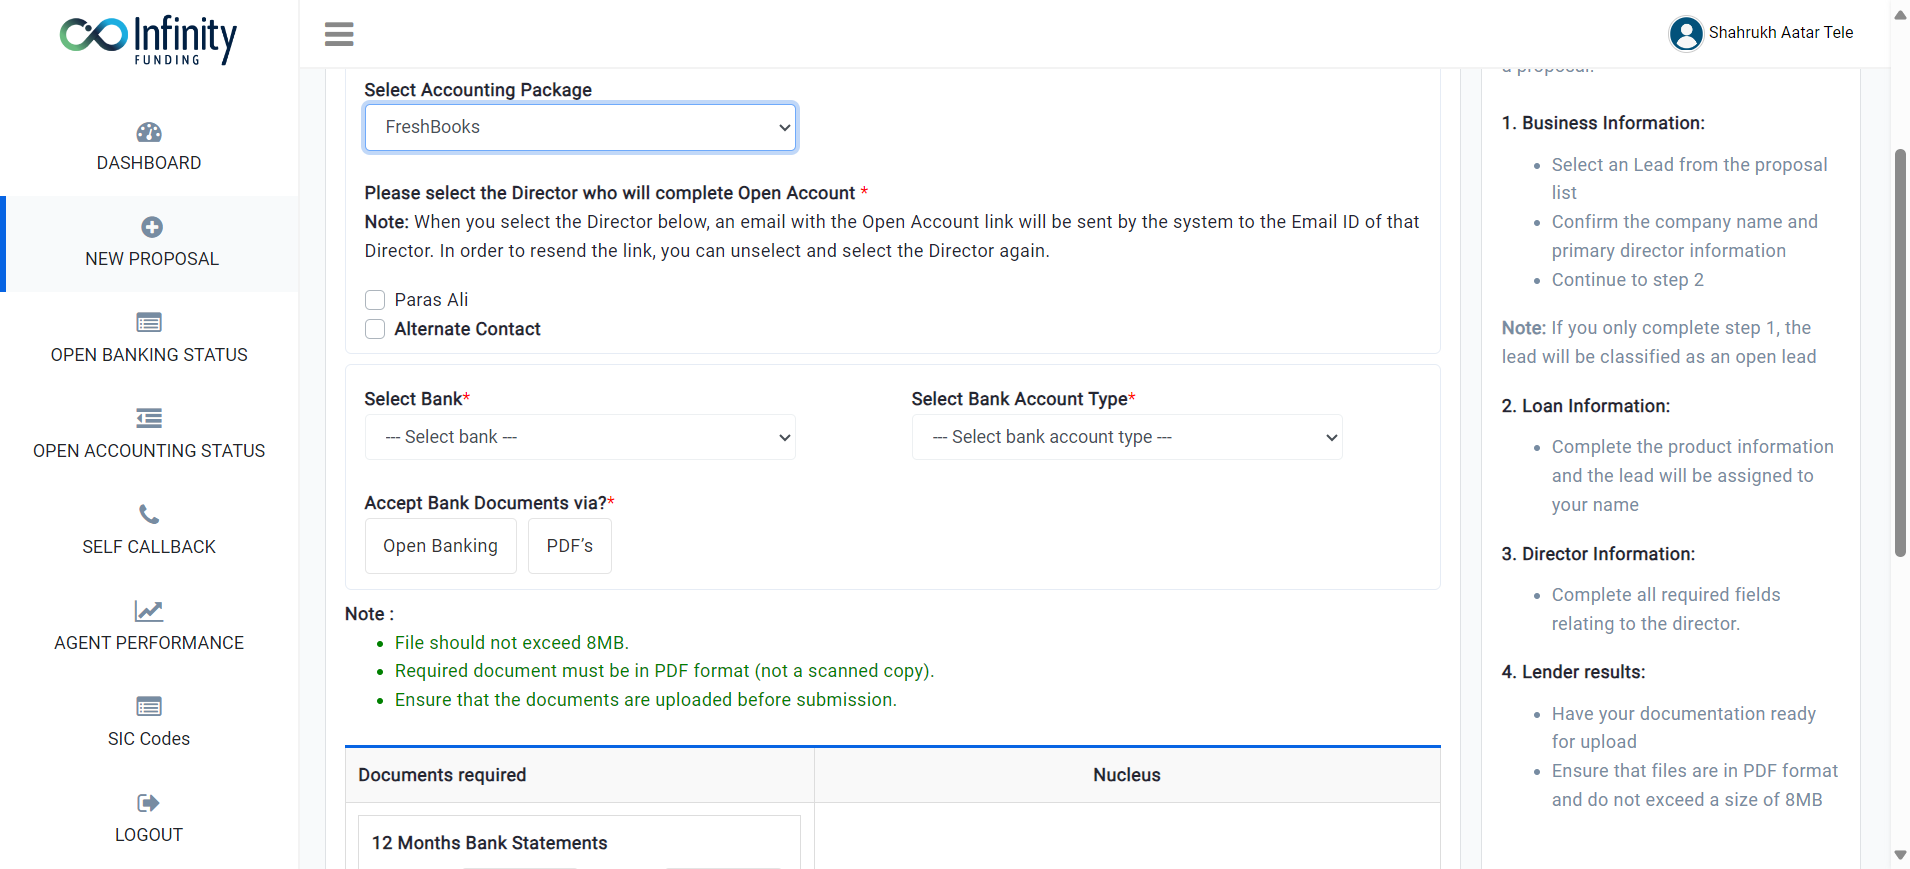 Infinity
FUNDING
DASHBOARD
NEW PROPOSAL
OPEN BANKING STATUS
OPEN ACCOUNTING STATUS
SELF CALLBACK
AGENT PERFORMANCE
SIC Codes
LOGOUT
Shahrukh Aatar Tele
Select Accounting Package
FreshBooks
Please select the Director who will complete Open Account *
Note: When you select the Director below, an email with the Open Account link will be sent by the system to the Email ID of that
Director. In order to resend the link, you can unselect and select the Director again.
Paras Ali
Alternate Contact
Select Bank*
--- Select bank ---
Select Bank Account Type*
--- Select bank account type ---
Accept Bank Documents via?*
Open Banking
PDF’s
Note :
File should not exceed 8MB.
Required document must be in PDF format (not a scanned copy).
Ensure that the documents are uploaded before submission.
Documents required
Nucleus
12 Months Bank Statements
a proposal.
1. Business Information:
Select an Lead from the proposal
list
Confirm the company name and
primary director information
Continue to step 2
Note: If you only complete step 1, the
lead will be classified as an open lead
2. Loan Information:
Complete the product information
and the lead will be assigned to
your name
3. Director Information:
Complete all required fields
relating to the director.
4. Lender results:
Have your documentation ready
for upload
Ensure that files are in PDF format
and do not exceed a size of 8MB